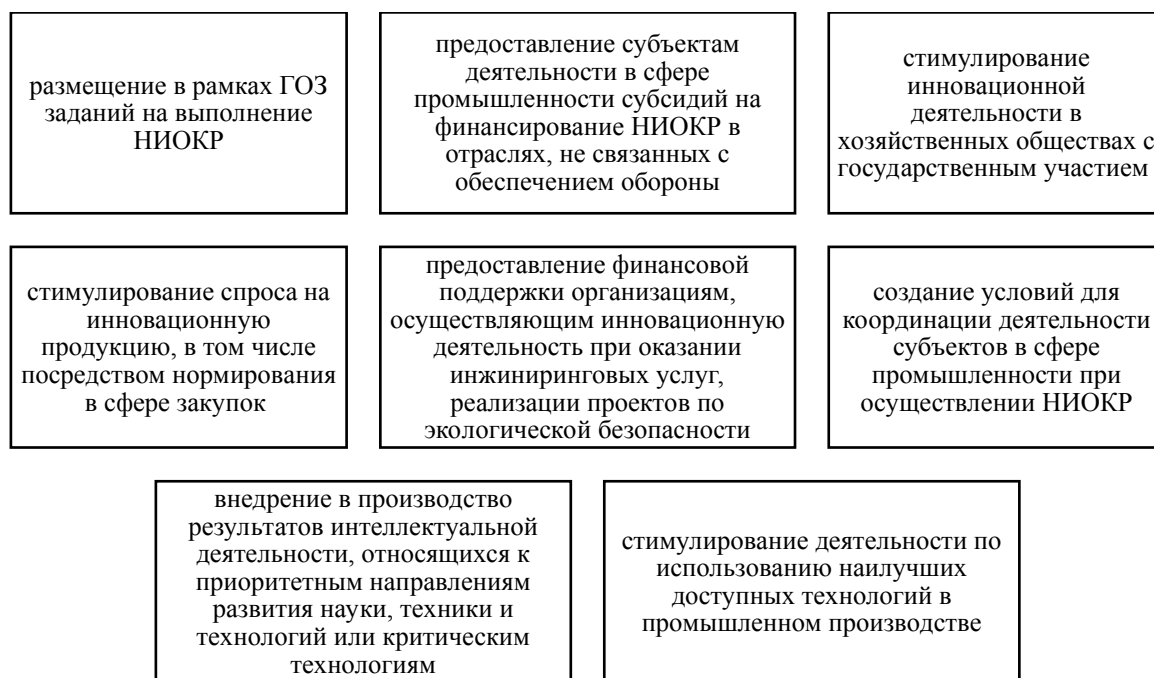 размещение в рамках ГОЗ
заданий на выполнение
НИОКР
предоставление субъектам
деятельности в сфере
промышленности субсидий на
финансирование НИОКР в
отраслях, не связанных с
обеспечением обороны
стимулирование
инновационной
деятельности в
хозяйственных обществах с
государственным участием
стимулирование спроса на
инновационную
продукцию, в том числе
посредством нормирования
в сфере закупок
предоставление финансовой
поддержки организациям,
осуществляющим инновационную
деятельность при оказании
инжиниринговых услуг,
реализации проектов по
экологической безопасности
создание условий для
координации деятельности
субъектов в сфере
промышленности при
осуществлении НИОКР
внедрение в производство
результатов интеллектуальной
деятельности, относящихся к
приоритетным направлениям
развития науки, техники и
технологий или критическим
технологиям
стимулирование деятельности по
использованию наилучших
доступных технологий в
промышленном производстве